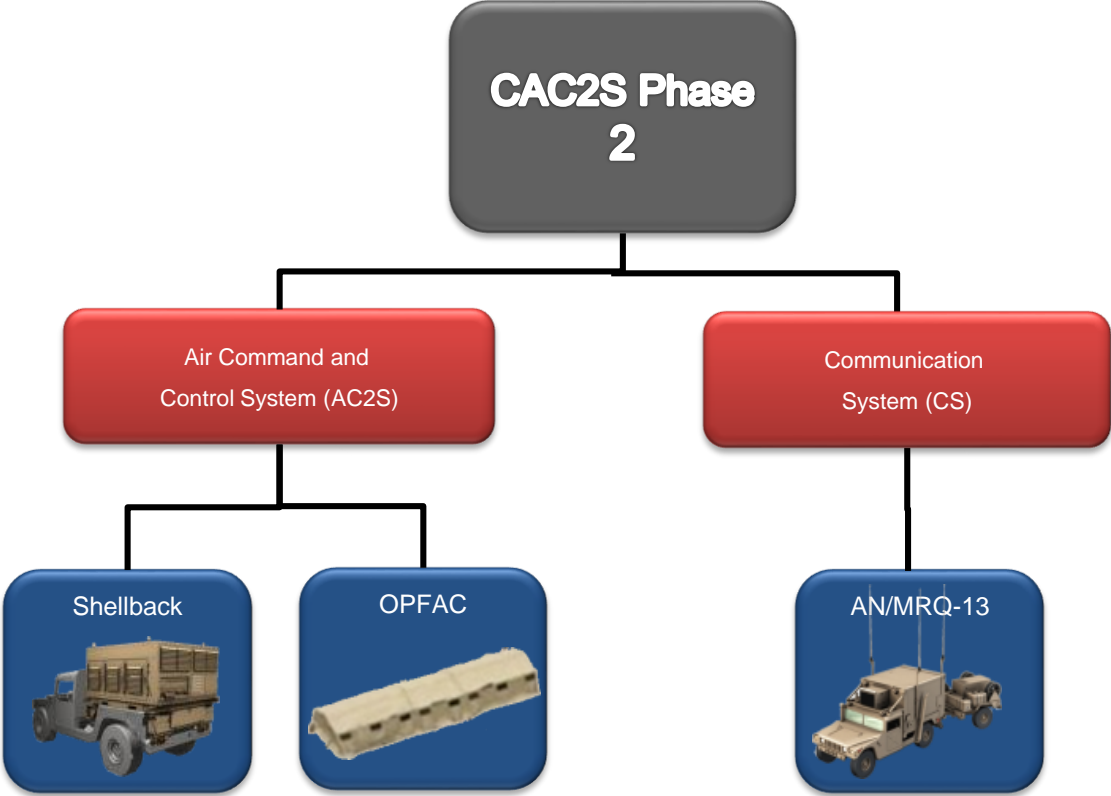 CAC2S Phase
2
Air Command and
Control System (AC2S)
Communication
System (CS)
Shellback
OPFAC
AN/MRQ-13